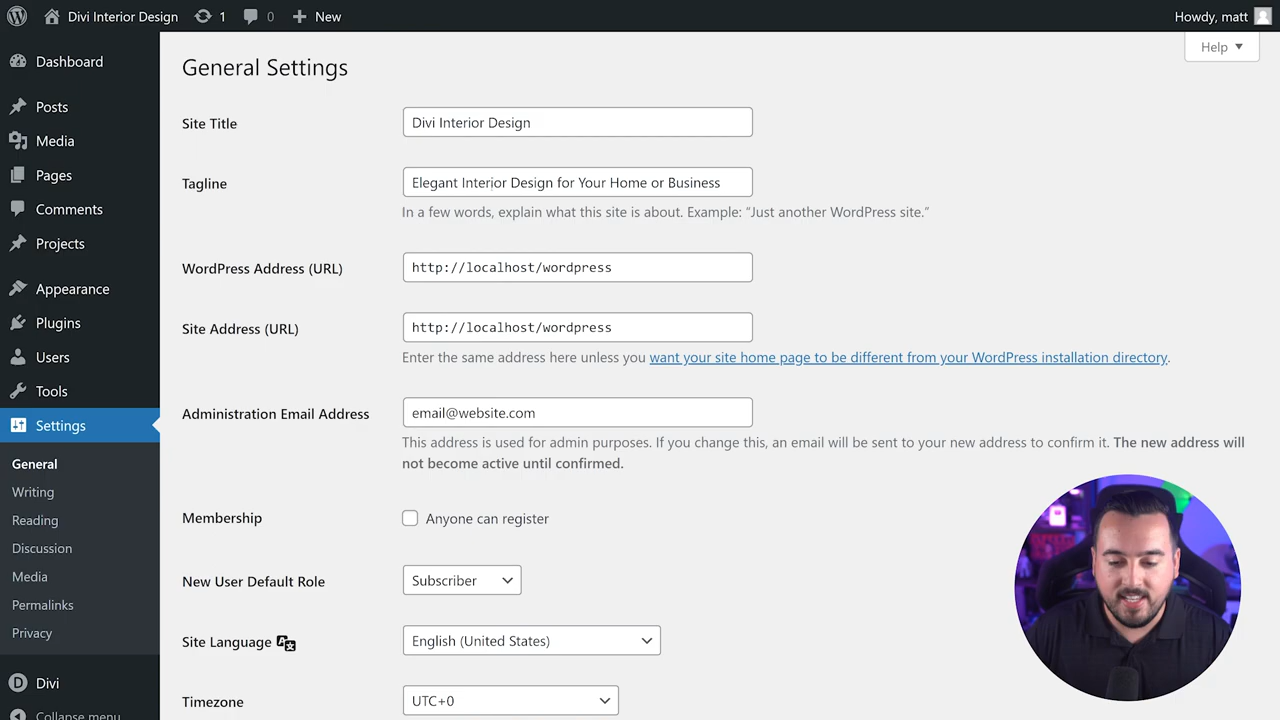 Divi Interior Design 1 0 New Howdy, matt
Help
Dashboard
Posts
Media
Pages
Comments
Projects
Appearance
Plugins
Users
Tools
Settings
General
Writing
Reading
Discussion
Media
Permalinks
Privacy
Divi
Collapse menu
General Settings
Site Title Divi Interior Design
Tagline Elegant Interior Design for Your Home or Business
In a few words, explain what this site is about. Example: “Just another WordPress site.”
WordPress Address (URL) http://localhost/wordpress
Site Address (URL) http://localhost/wordpress
Enter the same address here unless you want your site home page to be different from your WordPress installation directory.
Administration Email Address email@website.com
This address is used for admin purposes. If you change this, an email will be sent to your new address to confirm it. The new address will
not become active until confirmed.
Membership Anyone can register
New User Default Role Subscriber
Site Language English (United States)
Timezone UTC+0